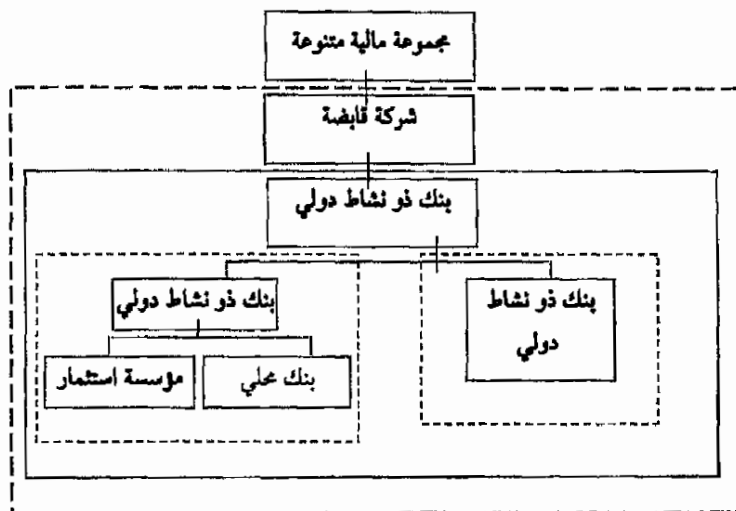 مجموعة مالية متنوعة
شركة قابضة
بنك ذو نشاط دولي
بنك ذو نشاط
دولي
بنك ذو نشاط دولي
بنك محلي
مؤسسة استثمار